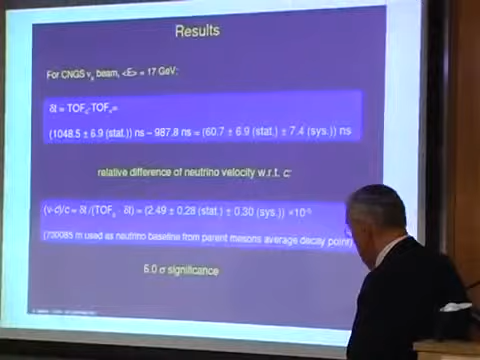 Results
For CNGS νμ beam, <E> = 17 GeV:
δt = TOFc-TOFν=
(1048.5 ± 6.9 (stat.)) ns – 987.8 ns = (60.7 ± 6.9 (stat.) ± 7.4 (sys.)) ns
relative difference of neutrino velocity w.r.t. c:
(v-c)/c = δt /(TOFc - δt) = (2.49 ± 0.28 (stat.) ± 0.30 (sys.)) ×10-5
(730085 m used as neutrino baseline from parent mesons average decay point)
6.0 σ significance